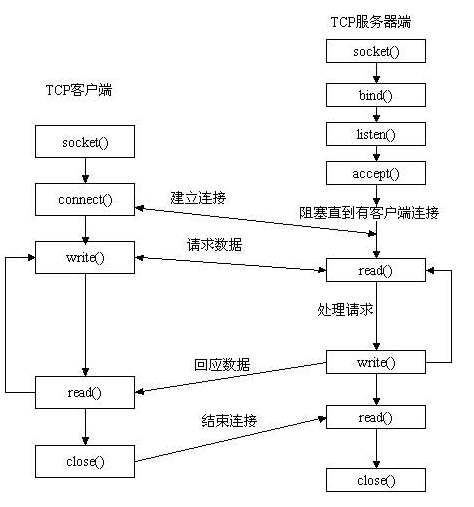 TCP服务器端
socket()
bind()
listen()
accept()
阻塞直到有客户端连接
read()
处理请求
write()
read()
close()
TCP客户端
socket()
connect()
write()
read()
close()
建立连接
请求数据
回应数据
结束连接